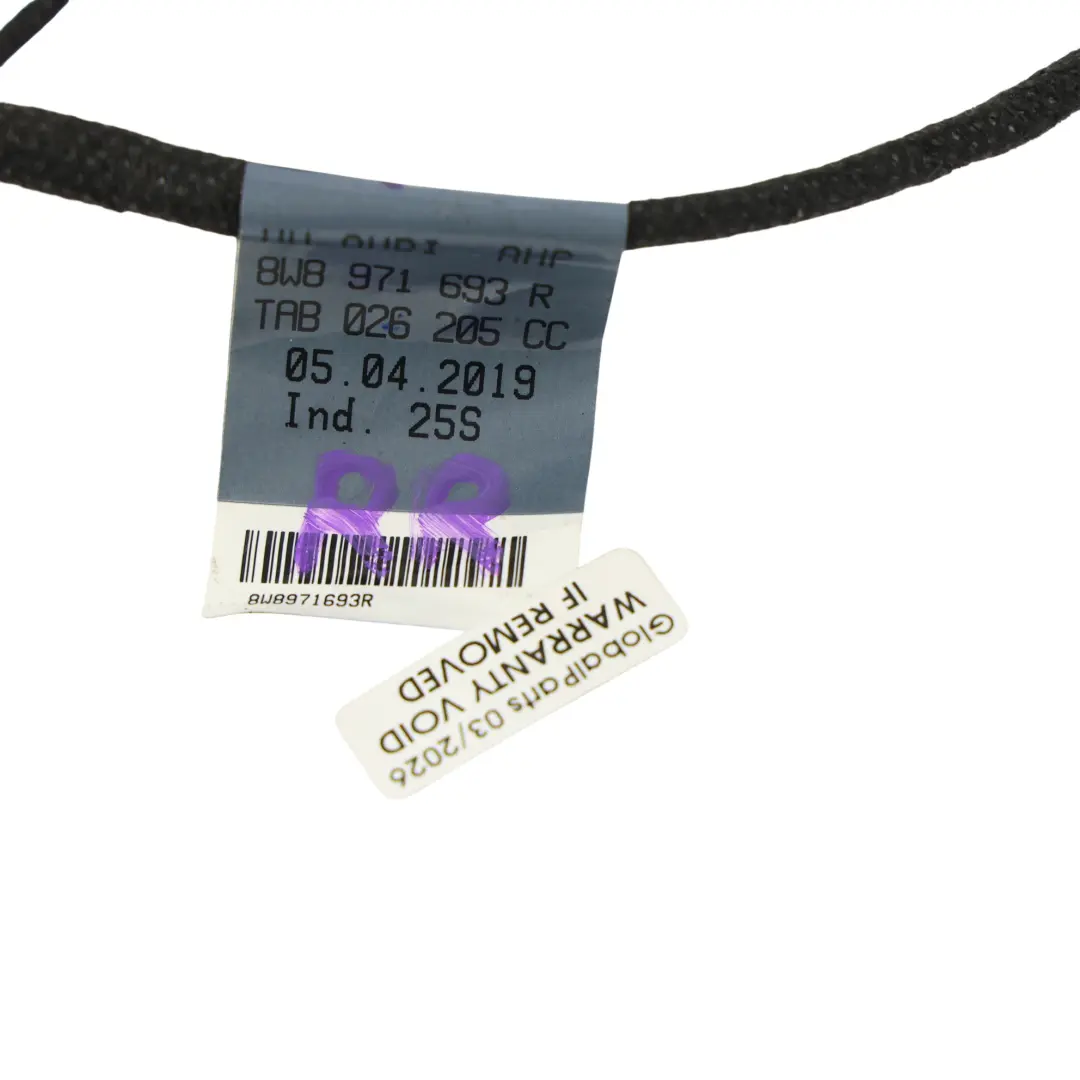 8W8 971 693 R
TAB 026 205 CC
05.04.2019
Ind. 25S
RR
8W8971693R
GlobalParts 03/2026
WARRANTY VOID
IF REMOVED